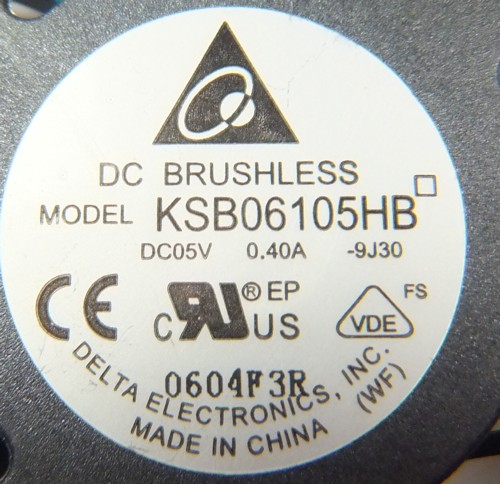 DC BRUSHLESS
MODEL KSB06105HB
DC05V 0.40A -9J30
CE C RU ® US EP VDE FS
0604F3R
DELTA ELECTRONICS, INC.
(WF)
MADE IN CHINA